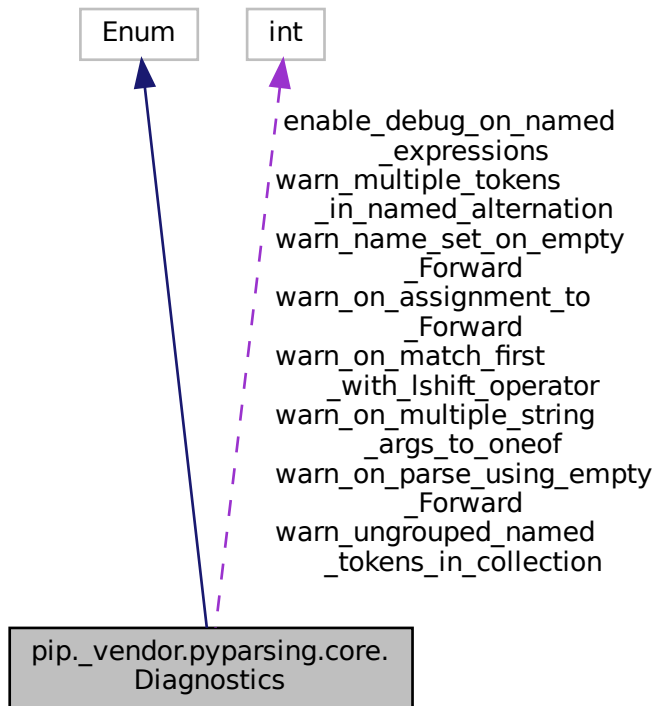 Enum
int
enable_debug_on_named
_expressions
warn_multiple_tokens
_in_named_alternation
warn_name_set_on_empty
_Forward
warn_on_assignment_to
_Forward
warn_on_match_first
_with_lshift_operator
warn_on_multiple_string
_args_to_oneof
warn_on_parse_using_empty
_Forward
warn_ungrouped_named
_tokens_in_collection
pip._vendor.pyparsing.core.
Diagnostics